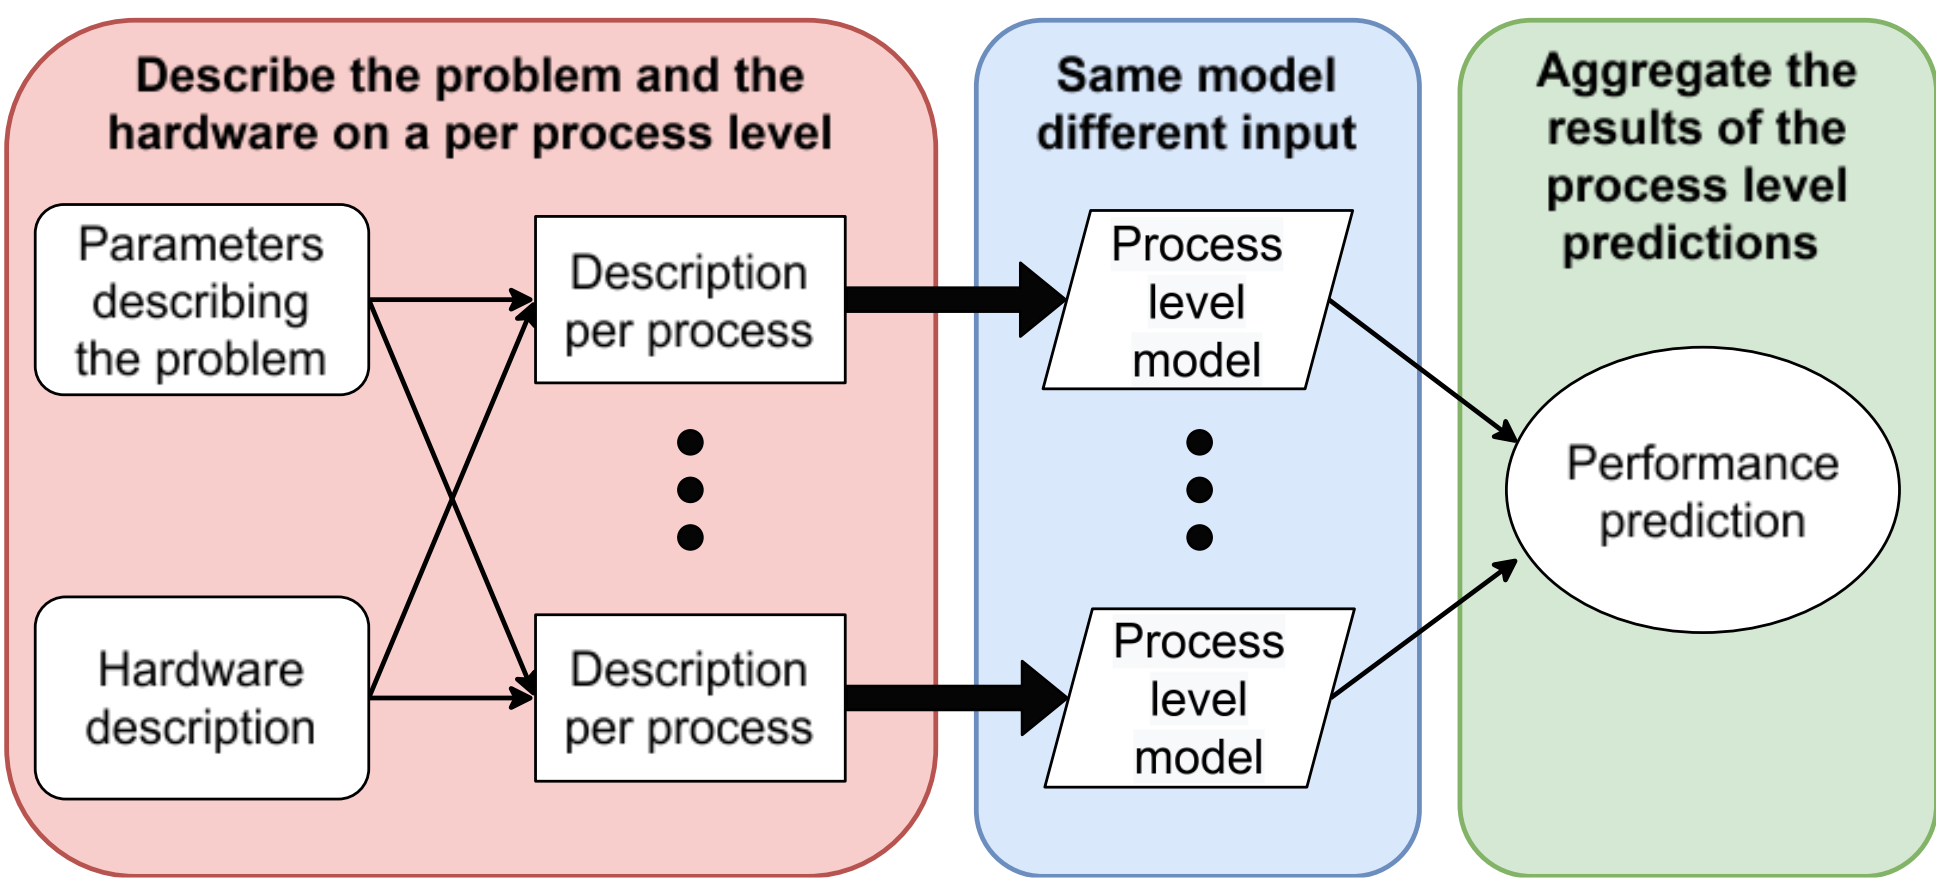 Describe the problem and the
hardware on a per process level
Parameters
describing
the problem
Hardware
description
Description
per process
Description
per process
Same model
different input
Process
level
model
Process
level
model
Aggregate the
results of the
process level
predictions
Performance
prediction